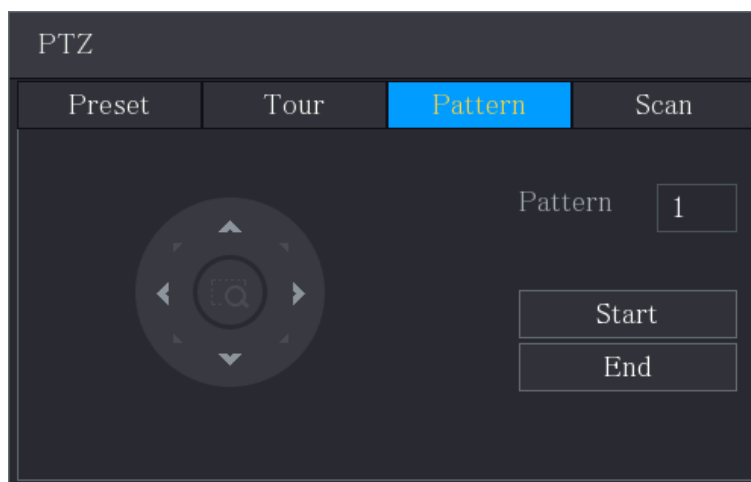 PTZ
Preset Tour Pattern Scan
Pattern 1
Start
End